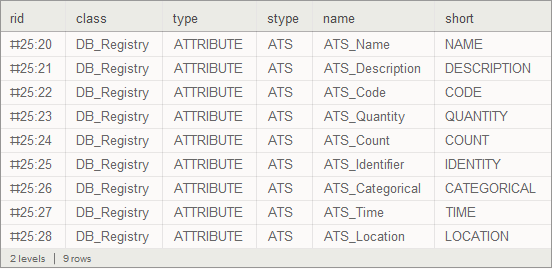 rid class type stype name short
#25:20 DB_Registry ATTRIBUTE ATS ATS_Name NAME
#25:21 DB_Registry ATTRIBUTE ATS ATS_Description DESCRIPTION
#25:22 DB_Registry ATTRIBUTE ATS ATS_Code CODE
#25:23 DB_Registry ATTRIBUTE ATS ATS_Quantity QUANTITY
#25:24 DB_Registry ATTRIBUTE ATS ATS_Count COUNT
#25:25 DB_Registry ATTRIBUTE ATS ATS_Identifier IDENTITY
#25:26 DB_Registry ATTRIBUTE ATS ATS_Categorical CATEGORICAL
#25:27 DB_Registry ATTRIBUTE ATS ATS_Time TIME
#25:28 DB_Registry ATTRIBUTE ATS ATS_Location LOCATION
2 levels | 9 rows